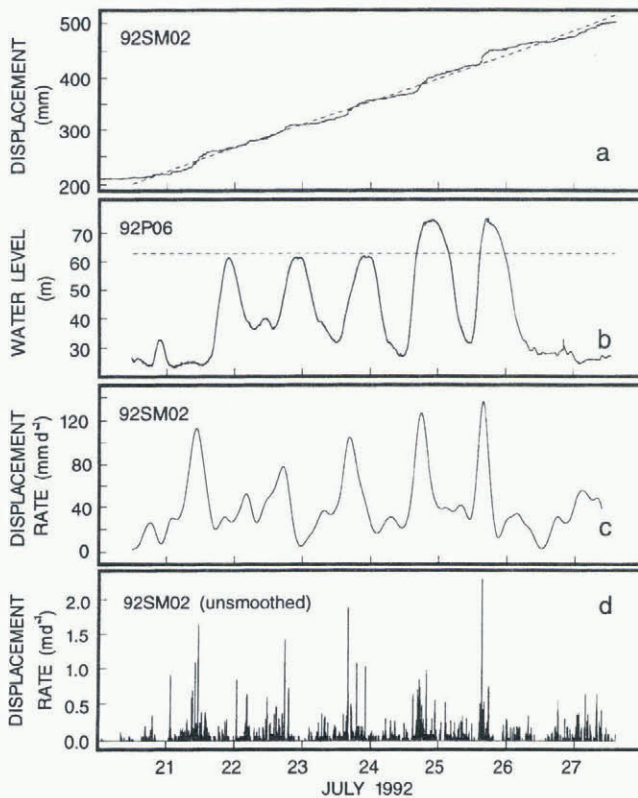 92SM02
DISPLACEMENT
(mm)
500
400
300
200
a
92P06
WATER LEVEL
(m)
70
60
50
40
30
b
92SM02
DISPLACEMENT
RATE (mm d⁻¹)
120
80
40
0
c
92SM02 (unsmoothed)
DISPLACEMENT
RATE (md⁻¹)
2.0
1.5
1.0
0.5
0.0
d
21 22 23 24 25 26 27
JULY 1992